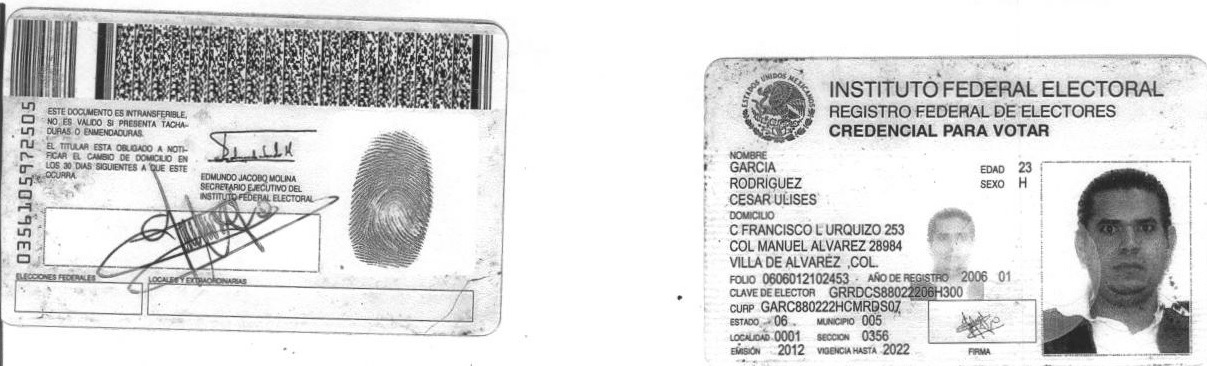 0356105972505
ESTE DOCUMENTO ES INTRANSFERIBLE,
NO ES VALIDO SI PRESENTA TACHA-
DURAS O ENMENDADURAS.
EL TITULAR ESTA OBLIGADO A NOTI-
FICAR EL CAMBIO DE DOMICILIO EN
LOS 30 DIAS SIGUIENTES A QUE ESTE
OCURRA.
EDMUNDO JACOBO MOLINA
SECRETARIO EJECUTIVO DEL
INSTITUTO FEDERAL ELECTORAL
ELECCIONES FEDERALES
LOCALES Y EXTRAORDINARIAS
ESTADOS UNIDOS MEXICANOS
INSTITUTO FEDERAL ELECTORAL
REGISTRO FEDERAL DE ELECTORES
CREDENCIAL PARA VOTAR
NOMBRE
GARCIA
RODRIGUEZ
CESAR ULISES
EDAD 23
SEXO H
DOMICILIO
C FRANCISCO L URQUIZO 253
COL MANUEL ALVAREZ 28984
VILLA DE ALVAREZ ,COL.
FOLIO 0606012102453 AÑO DE REGISTRO 2006 01
CLAVE DE ELECTOR GRRDCS88022206H300
CURP GARC880222HCMRDS07
ESTADO 06 MUNICIPIO 005
LOCALIDAD 0001 SECCION 0356
EMISIÓN 2012 VIGENCIA HASTA 2022
FIRMA